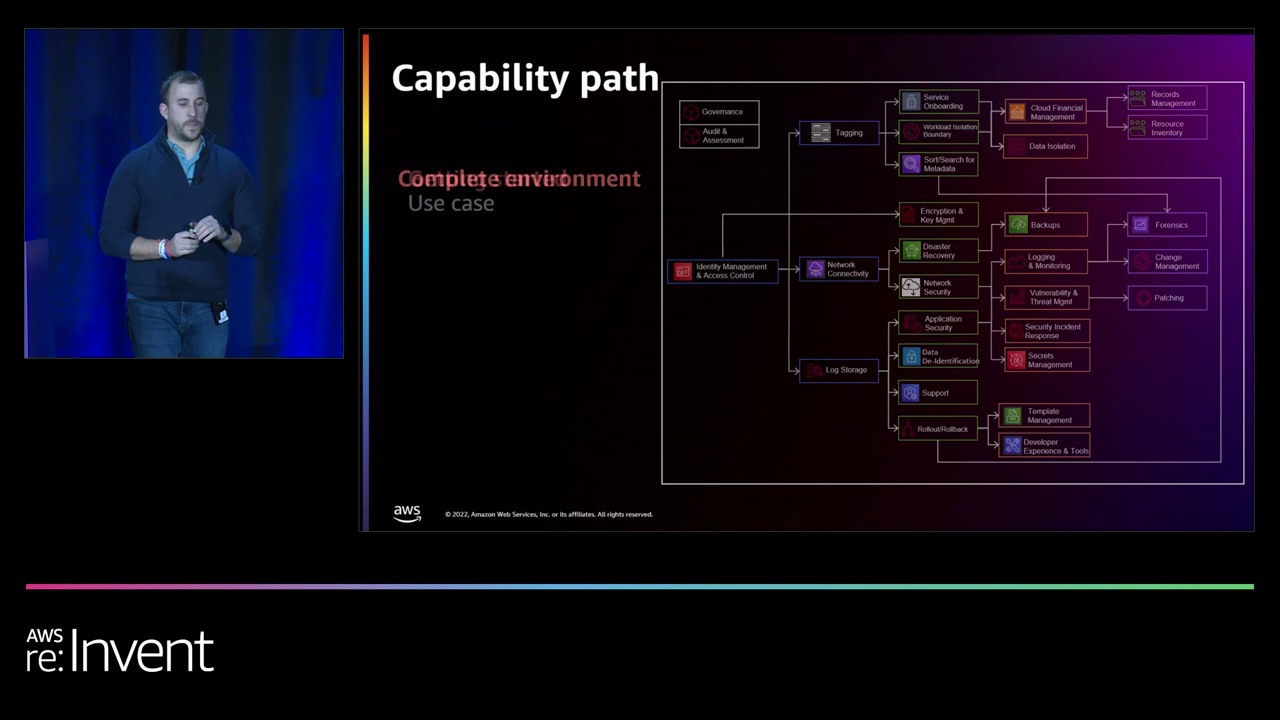 Capability path
Complete environment
Use case
Governance
Audit &
Assessment
Identity Management
& Access Control
Tagging
Network
Connectivity
Log Storage
Service
Onboarding
Workload Isolation
Boundary
Sort/Search for
Metadata
Encryption &
Key Mgmt
Disaster
Recovery
Network
Security
Application
Security
Data
De-Identification
Support
Rollout/Rollback
Cloud Financial
Management
Data Isolation
Backups
Logging
& Monitoring
Vulnerability &
Threat Mgmt
Security Incident
Response
Secrets
Management
Template
Management
Developer
Experience & Tools
Records
Management
Resource
Inventory
Forensics
Change
Management
Patching
aws
© 2022, Amazon Web Services, Inc. or its affiliates. All rights reserved.
AWS
re:Invent